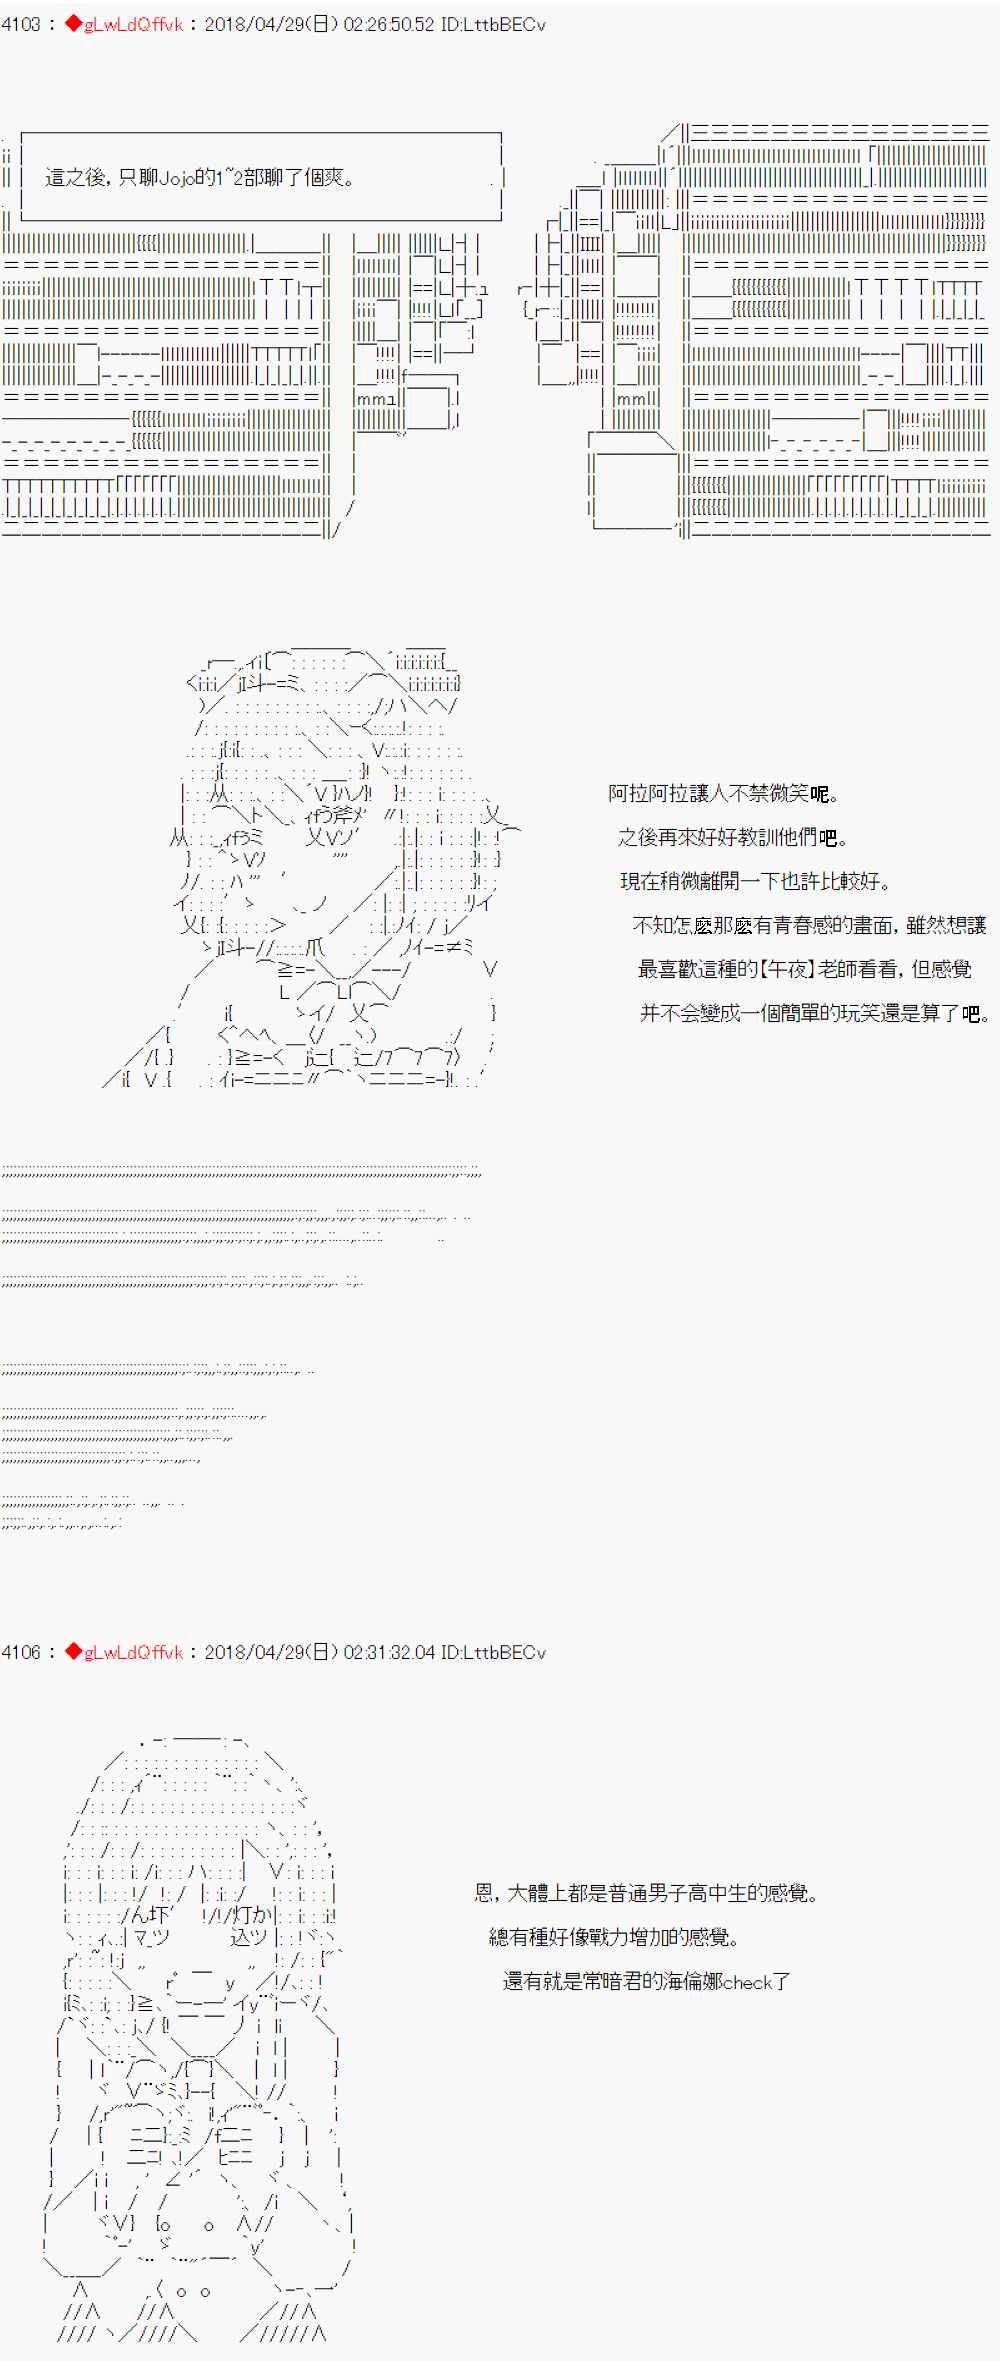 4103 : ◆gLwLdQffvk : 2018/04/29(日) 02:26:50.52 ID:LttbBECv
這之後, 只聊Jojo的1~2部聊了個爽。
阿拉阿拉讓人不禁微笑呢。
之後再來好好教訓他們吧。
現在稍微離開一下也許比較好。
不知怎麽那麽有青春感的畫面, 雖然想讓
最喜歡這種的【午夜】老師看看, 但感覺
并不会變成一個簡單的玩笑還是算了吧。
4106 : ◆gLwLdQffvk : 2018/04/29(日) 02:31:32.04 ID:LttbBECv
恩, 大體上都是普通男子高中生的感覺。
總有種好像戰力增加的感覺。
還有就是常暗君的海倫娜check了